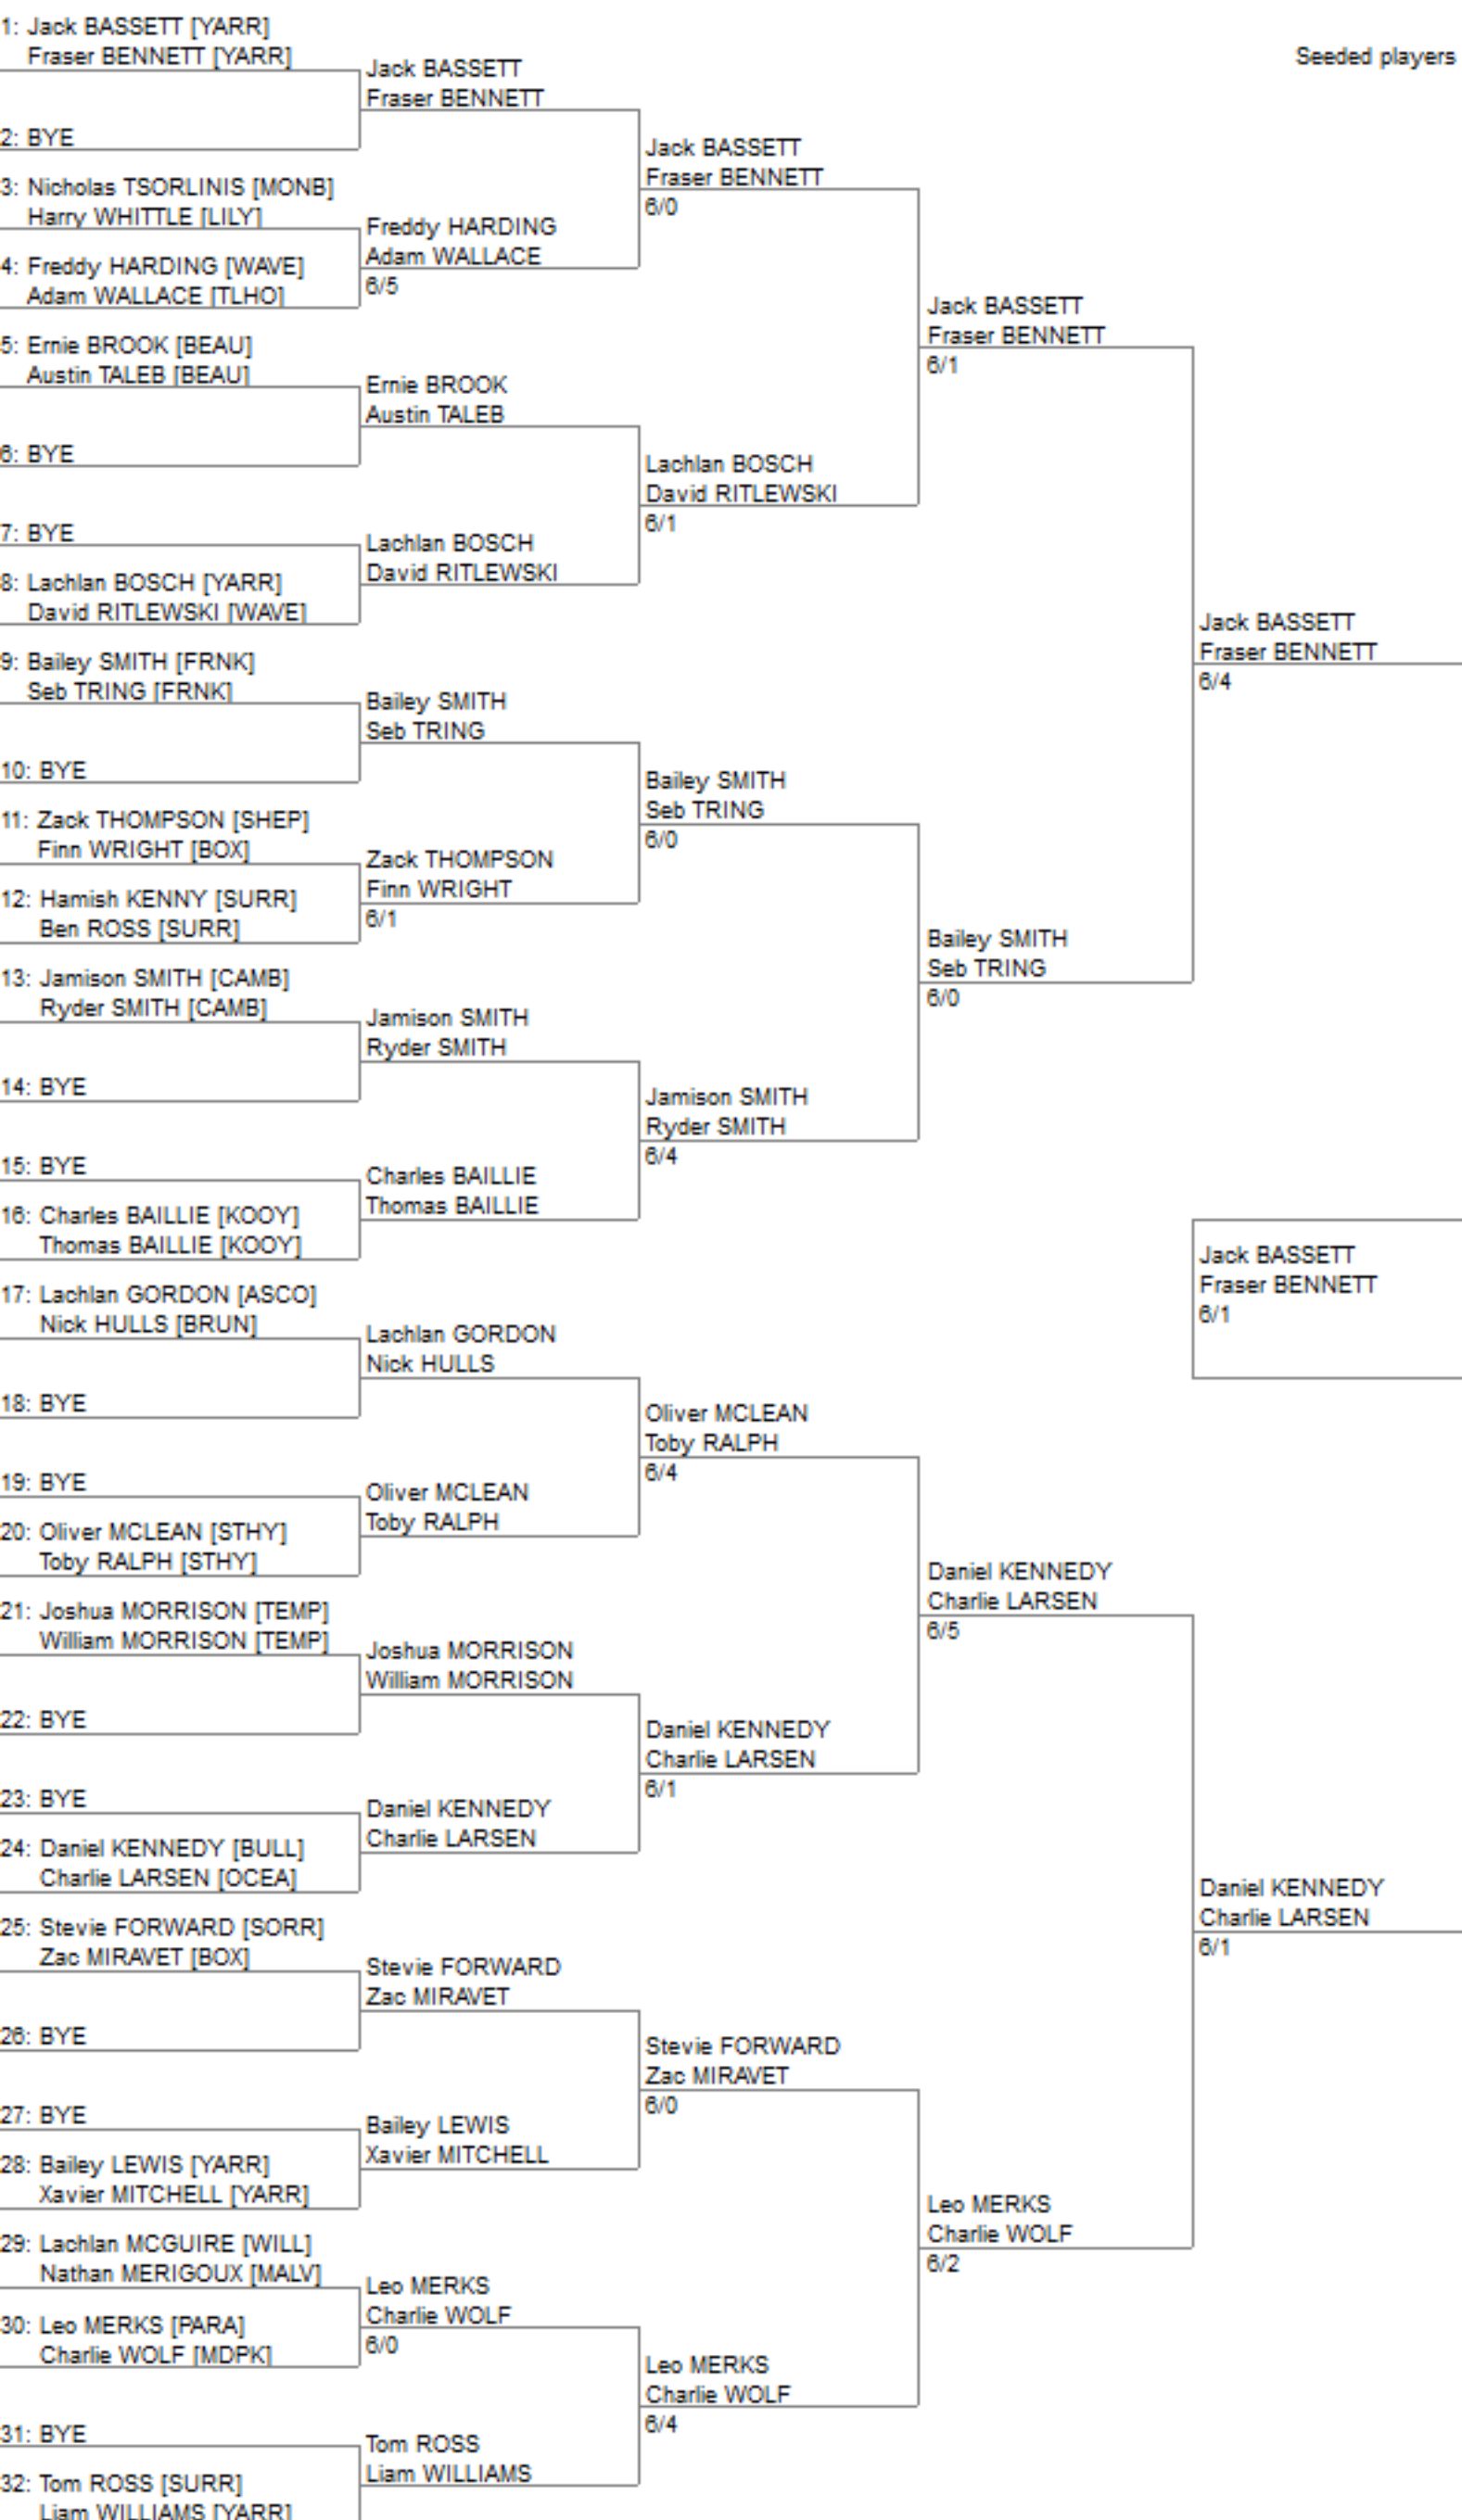 1: Jack BASSETT [YARR]
Fraser BENNETT [YARR]
2: BYE
3: Nicholas TSORLINIS [MONB]
Harry WHITTLE [LILY]
4: Freddy HARDING [WAVE]
Adam WALLACE [TLHO]
5: Ernie BROOK [BEAU]
Austin TALEB [BEAU]
6: BYE
7: BYE
8: Lachlan BOSCH [YARR]
David RITLEWSKI [WAVE]
9: Bailey SMITH [FRNK]
Seb TRING [FRNK]
10: BYE
11: Zack THOMPSON [SHEP]
Finn WRIGHT [BOX]
12: Hamish KENNY [SURR]
Ben ROSS [SURR]
13: Jamison SMITH [CAMB]
Ryder SMITH [CAMB]
14: BYE
15: BYE
16: Charles BAILLIE [KOOY]
Thomas BAILLIE [KOOY]
17: Lachlan GORDON [ASCO]
Nick HULLS [BRUN]
18: BYE
19: BYE
20: Oliver MCLEAN [STHY]
Toby RALPH [STHY]
21: Joshua MORRISON [TEMP]
William MORRISON [TEMP]
22: BYE
23: BYE
24: Daniel KENNEDY [BULL]
Charlie LARSEN [OCEA]
25: Stevie FORWARD [SORR]
Zac MIRAVET [BOX]
26: BYE
27: BYE
28: Bailey LEWIS [YARR]
Xavier MITCHELL [YARR]
29: Lachlan MCGUIRE [WILL]
Nathan MERIGOUX [MALV]
30: Leo MERKS [PARA]
Charlie WOLF [MDPK]
31: BYE
32: Tom ROSS [SURR]
Liam WILLIAMS [YARR]
Jack BASSETT
Fraser BENNETT
Freddy HARDING
Adam WALLACE
6/5
Ernie BROOK
Austin TALEB
Lachlan BOSCH
David RITLEWSKI
Bailey SMITH
Seb TRING
Zack THOMPSON
Finn WRIGHT
6/1
Jamison SMITH
Ryder SMITH
Charles BAILLIE
Thomas BAILLIE
Lachlan GORDON
Nick HULLS
Oliver MCLEAN
Toby RALPH
Joshua MORRISON
William MORRISON
Daniel KENNEDY
Charlie LARSEN
Stevie FORWARD
Zac MIRAVET
Bailey LEWIS
Xavier MITCHELL
Leo MERKS
Charlie WOLF
6/0
Tom ROSS
Liam WILLIAMS
Jack BASSETT
Fraser BENNETT
6/0
Lachlan BOSCH
David RITLEWSKI
6/1
Bailey SMITH
Seb TRING
6/0
Jamison SMITH
Ryder SMITH
6/4
Oliver MCLEAN
Toby RALPH
6/4
Daniel KENNEDY
Charlie LARSEN
6/1
Stevie FORWARD
Zac MIRAVET
6/0
Leo MERKS
Charlie WOLF
6/4
Jack BASSETT
Fraser BENNETT
6/1
Bailey SMITH
Seb TRING
6/0
Daniel KENNEDY
Charlie LARSEN
6/5
Leo MERKS
Charlie WOLF
6/2
Seeded players
Jack BASSETT
Fraser BENNETT
6/4
Jack BASSETT
Fraser BENNETT
6/1
Daniel KENNEDY
Charlie LARSEN
6/1